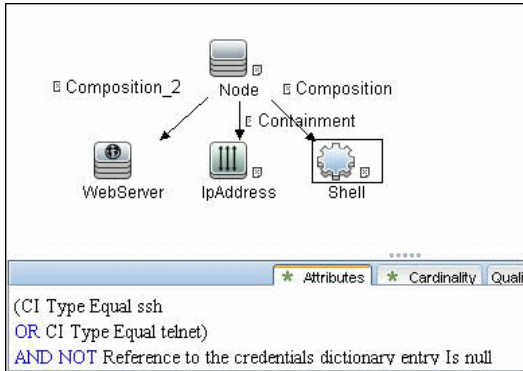 Node
Composition_2
Composition
Containment
WebServer
IpAddress
Shell
Attributes
Cardinality
Quali
(CI Type Equal ssh
OR CI Type Equal telnet)
AND NOT Reference to the credentials dictionary entry Is null